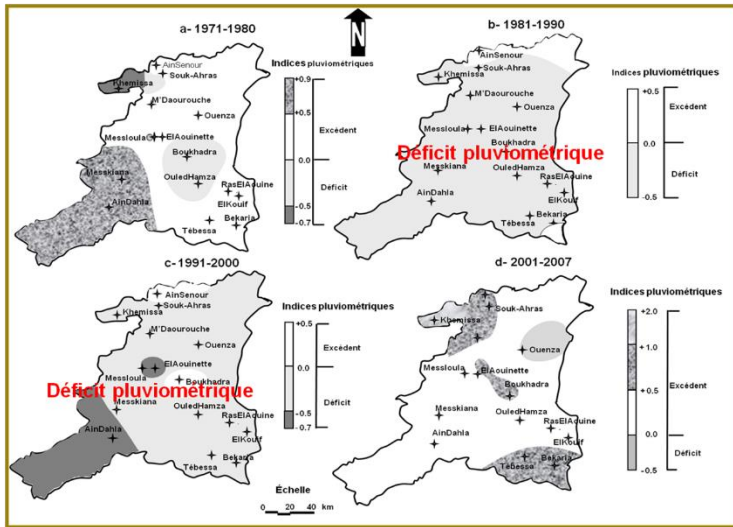 a- 1971-1980
N
b- 1981-1990
AinSenour
Souk-Ahras
Khemissa
M'Daourouche
Ouenza
Messloula
ElAouinette
Boukhadra
Messkiana
OuledHamza
AinDahla
RasElAouine
ElKouif
Tébessa
Bekaria
Indices pluviométriques
+0.9
+0.5
Excédent
0.0
Déficit
-0.5
-0.7
AinSenour
Souk-Ahras
Khemissa
M'Daourouche
Ouenza
Messloula
ElAouinette
Boukhadra
Déficit pluviométrique
Messkiana
OuledHamza
RasElAouine
AinDahla
ElKouif
Tébessa
Bekaria
Indices pluviométriques
+0.5
Excédent
0.0
Déficit
-0.5
c- 1991-2000
AinSenour
Souk-Ahras
Khemissa
M'Daourouche
Ouenza
ElAouinette
Messloula
Boukhadra
Déficit pluviométrique
Messkiana
OuledHamza
RasElAouine
AinDahla
ElKouif
Tébessa
Bekaria
Indices pluviométriques
+0.5
Excédent
0.0
Déficit
-0.5
-0.7
d- 2001-2007
Souk-Ahras
Khemissa
Ouenza
Messloula
ElAouinette
Boukhadra
Messkiana
OuledHamza
RasElAouine
AinDahla
ElKouif
Tébessa
Bekaria
Indices pluviométriques
+2.0
+1.0
Excédent
+0.5
0.0
Déficit
-0.5
Échelle
0 20 40
km